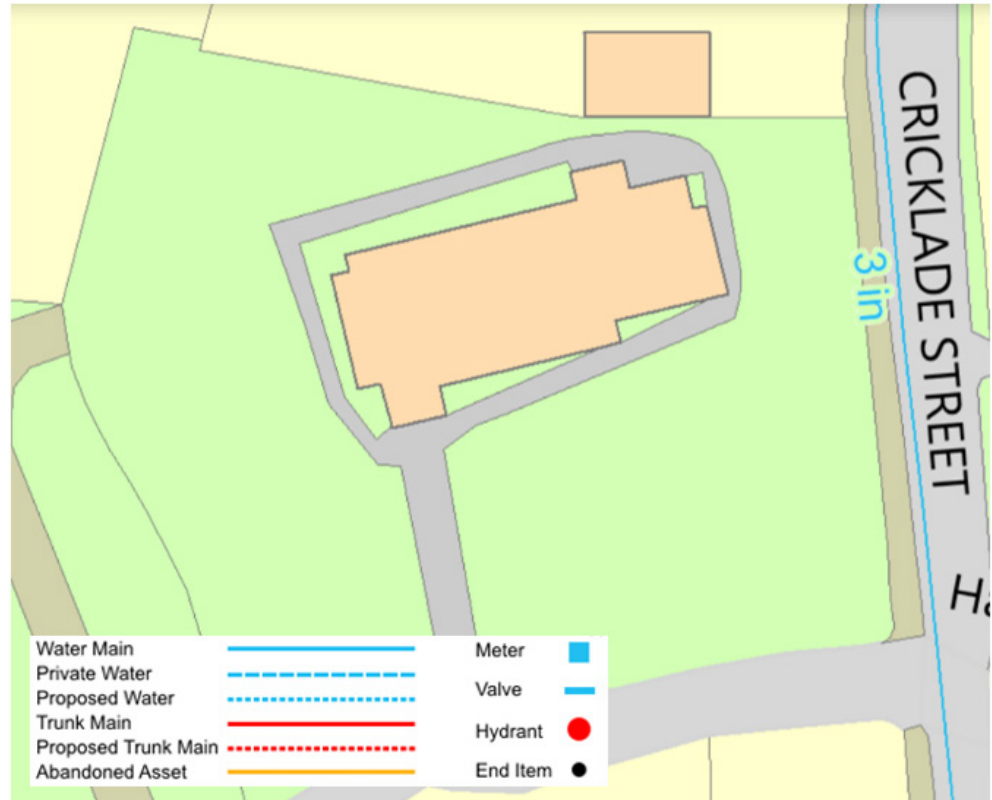 CRICKLADE STREET
3 in
Water Main
Private Water
Proposed Water
Trunk Main
Proposed Trunk Main
Abandoned Asset
Meter
Valve
Hydrant
End Item